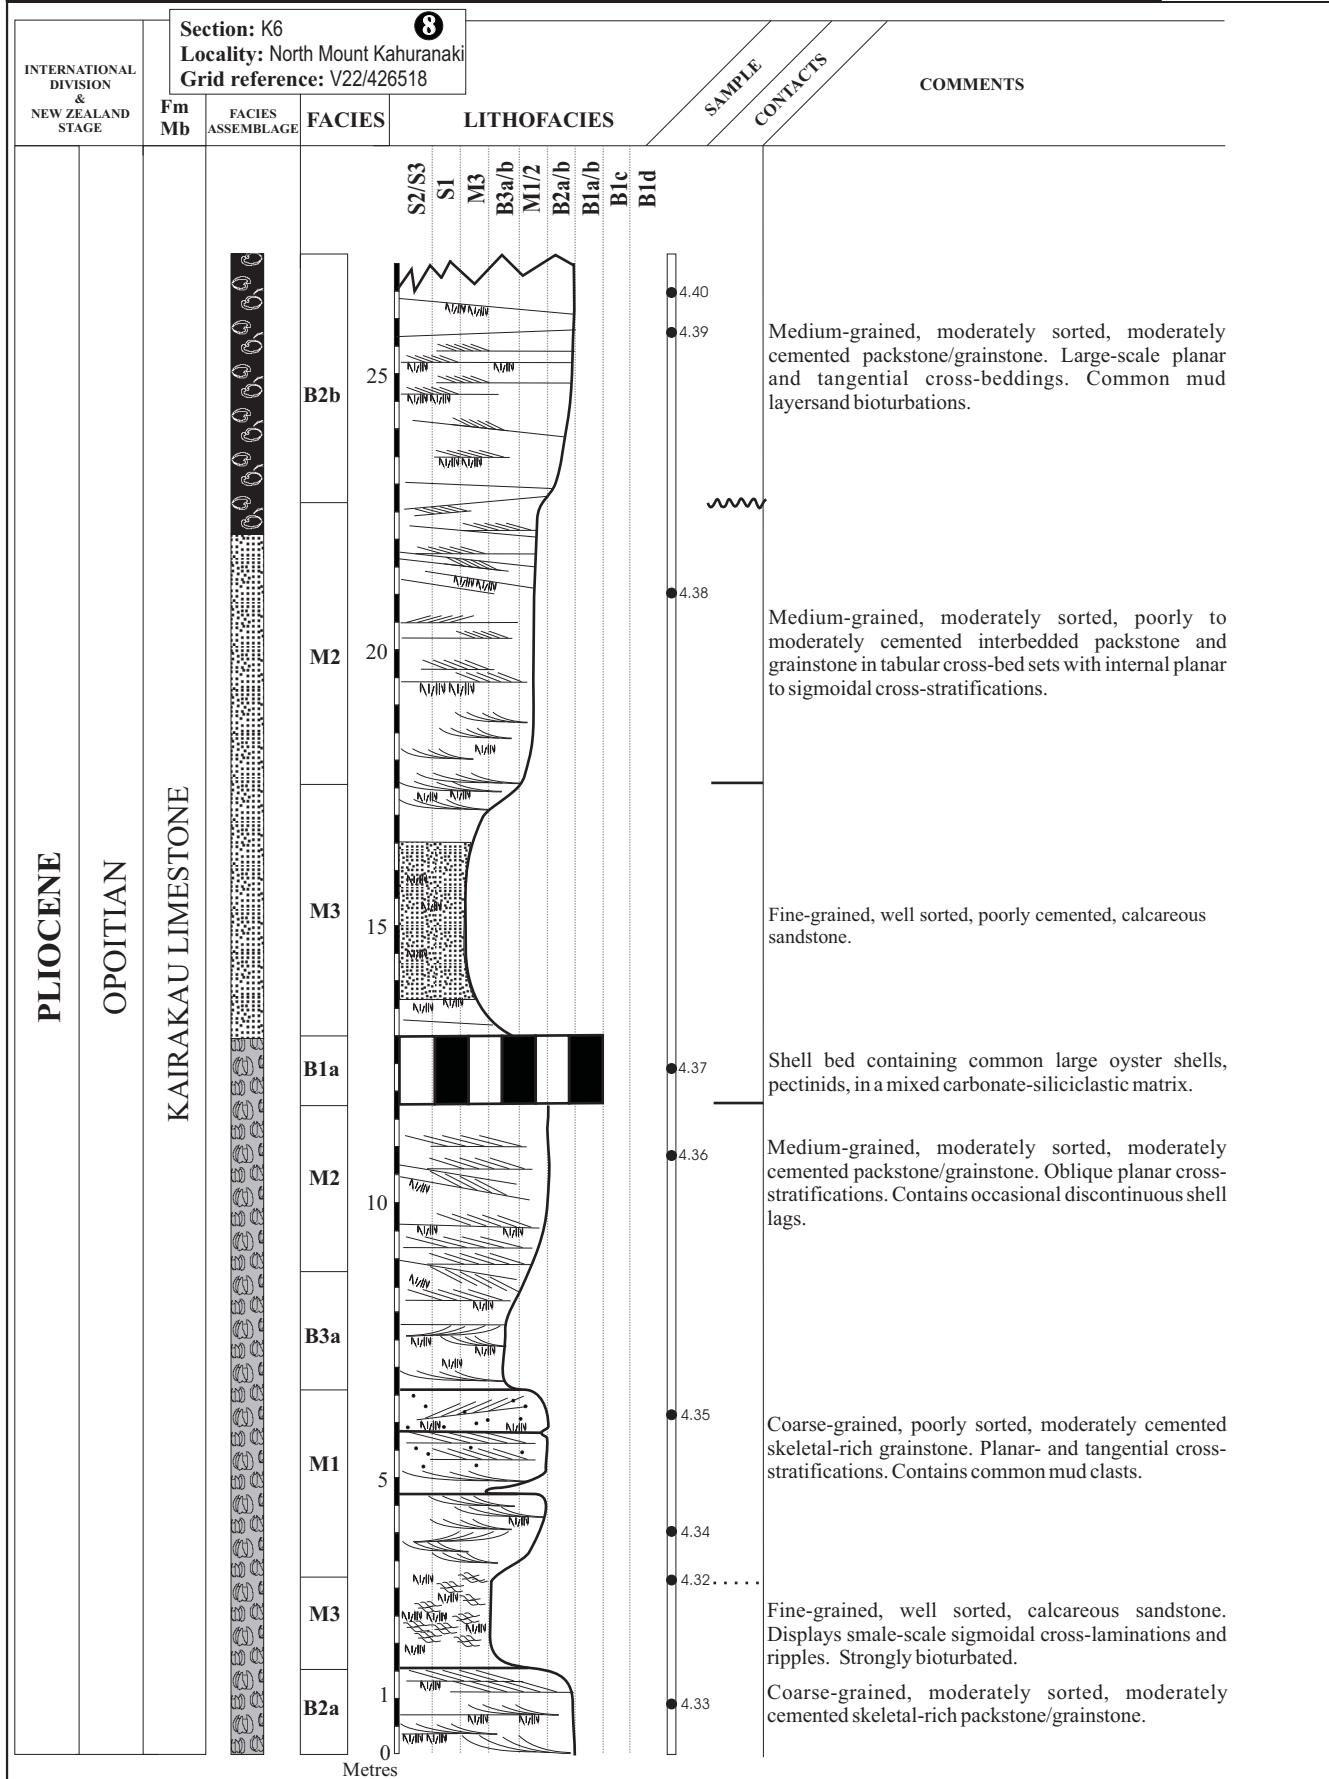 Section: K6
8
Locality: North Mount Kahuranaki
Grid reference: V22/426518
INTERNATIONAL
DIVISION
&
NEW ZEALAND
STAGE
Fm
Mb
FACIES
ASSEMBLAGE
FACIES
LITHOFACIES
SAMPLE
CONTACTS
COMMENTS
S2/S3
S1
M3
B3a/b
M1/2
B2a/b
B1a/b
B1c
B1d
PLIOCENE
OPOITIAN
KAIRAKAU LIMESTONE
B2b
M2
M3
B1a
M2
B3a
M1
M3
B2a
25
20
15
10
5
1
0
Metres
4.40
4.39
4.38
4.37
4.36
4.35
4.34
4.32
4.33
Medium-grained, moderately sorted, moderately
cemented packstone/grainstone. Large-scale planar
and tangential cross-beddings. Common mud
layersand bioturbations.
Medium-grained, moderately sorted, poorly to
moderately cemented interbedded packstone and
grainstone in tabular cross-bed sets with internal planar
to sigmoidal cross-stratifications.
Fine-grained, well sorted, poorly cemented, calcareous
sandstone.
Shell bed containing common large oyster shells,
pectinids, in a mixed carbonate-siliciclastic matrix.
Medium-grained, moderately sorted, moderately
cemented packstone/grainstone. Oblique planar cross-
stratifications. Contains occasional discontinuous shell
lags.
Coarse-grained, poorly sorted, moderately cemented
skeletal-rich grainstone. Planar- and tangential cross-
stratifications. Contains common mud clasts.
Fine-grained, well sorted, calcareous sandstone.
Displays smale-scale sigmoidal cross-laminations and
ripples. Strongly bioturbated.
Coarse-grained, moderately sorted, moderately
cemented skeletal-rich packstone/grainstone.